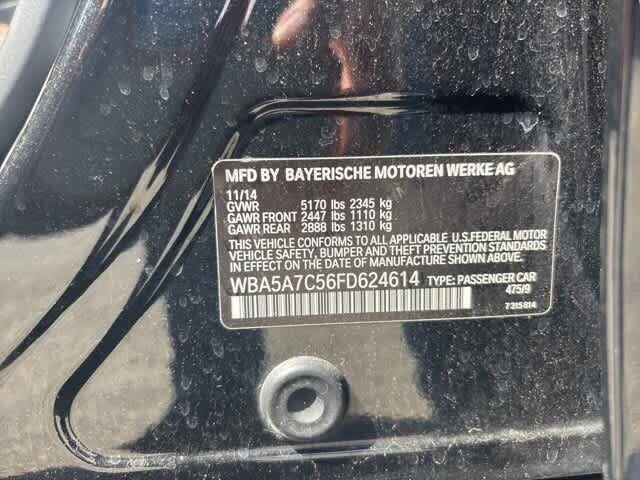 MFD BY BAYERISCHE MOTOREN WERKE AG
11/14
GVWR 5170 lbs 2345 kg
GAWR FRONT 2447 lbs 1110 kg
GAWR REAR 2888 lbs 1310 kg
THIS VEHICLE CONFORMS TO ALL APPLICABLE U.S.FEDERAL MOTOR
VEHICLE SAFETY, BUMPER AND THEFT PREVENTION STANDARDS
IN EFFECT ON THE DATE OF MANUFACTURE SHOWN ABOVE.
WBA5A7C56FD624614 TYPE: PASSENGER CAR
475/9
7315814